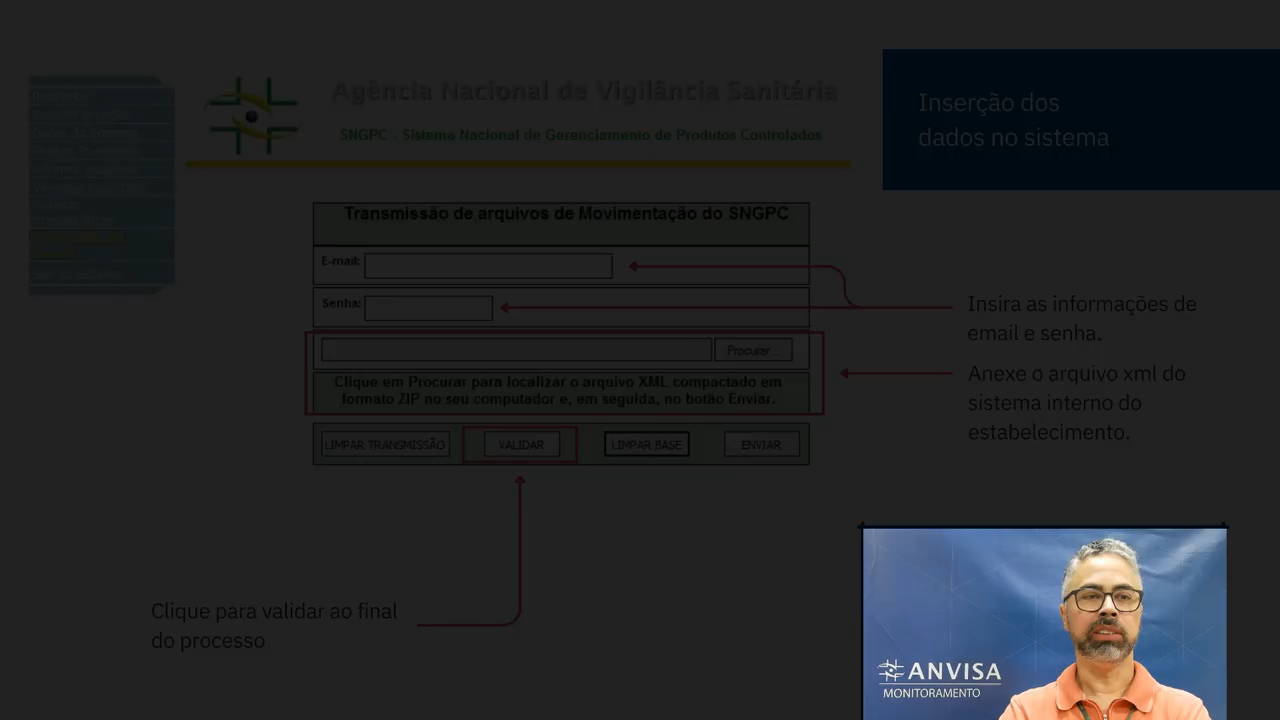 Agência Nacional de Vigilância Sanitária
SNGPC - Sistema Nacional de Gerenciamento de Produtos Controlados
Inserção dos
dados no sistema
Transmissão de arquivos de Movimentação do SNGPC
E-mail:
Senha:
Procurar...
Clique em Procurar para localizar o arquivo XML compactado em
formato ZIP no seu computador e, em seguida, no botão Enviar.
LIMPAR TRANSMISSÃO VALIDAR LIMPAR BASE ENVIAR
Insira as informações de
email e senha.
Anexe o arquivo xml do
sistema interno do
estabelecimento.
Clique para validar ao final
do processo
ANVISA
MONITORAMENTO